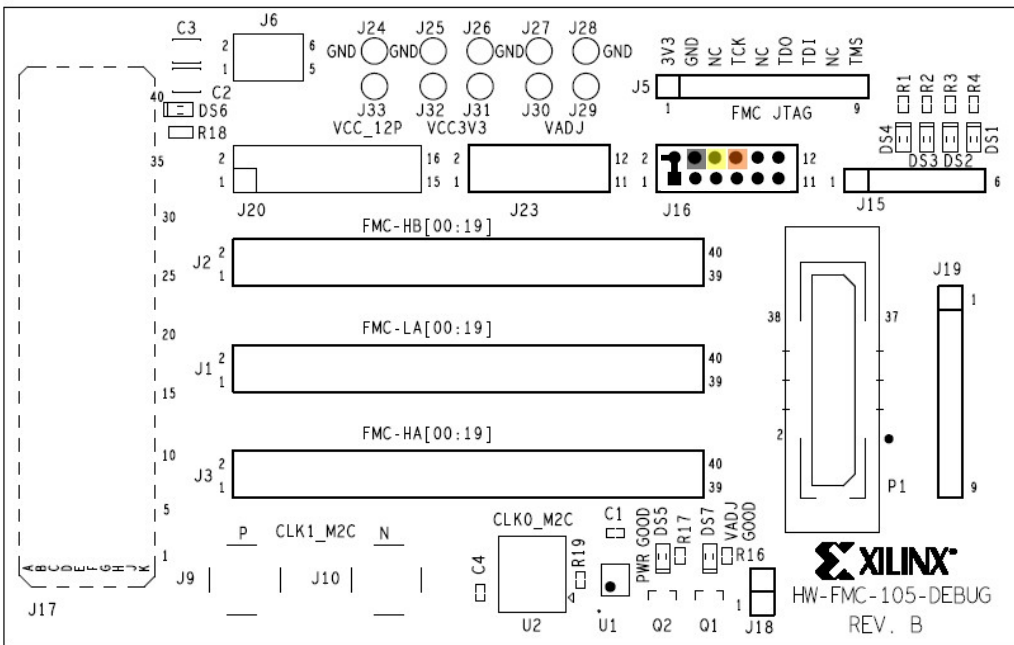 C3
J6
J24 J25 J26 J27 J28
2 6
GND GND GND GND
1 5
C2
40 DS6
R18
J33 J32 J31 J30 J29
VCC_12P VCC3V3 VADJ
3V3 GND NC TCK NC TDO TDI NC TMS
J5
1 9
FMC JTAG
R1 R2 R3 R4
DS4 DS3 DS2 DS1
35
2 16 2 12 2 12
1 15 1 11 1 11 1 6
J20 J23 J16 J15
30
FMC-HB[00:19]
J2 2 40
1 39
25
20
FMC-LA[00:19]
J1 2 40
1 39
15
10
FMC-HA[00:19]
J3 2 40
1 39
5
1
38 37
2
P1
J19
1
9
A B C D E F G H J K
J17
P CLK1_M2C N
J9 J10
CLK0_M2C
C4
R19
U2
C1
U1
PWR GOOD
DS5
R17
DS7
VADJ GOOD
R16
Q2 Q1
1
J18
XILINX
HW-FMC-105-DEBUG
REV. B